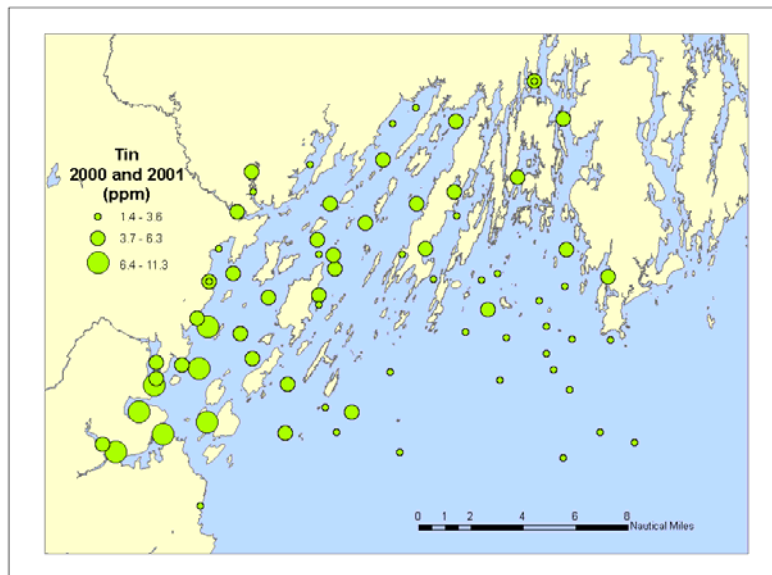 Tin
2000 and 2001
(ppm)
1.4 - 3.6
3.7 - 6.3
6.4 - 11.3
0 1 2 4 6 8
Nautical Miles